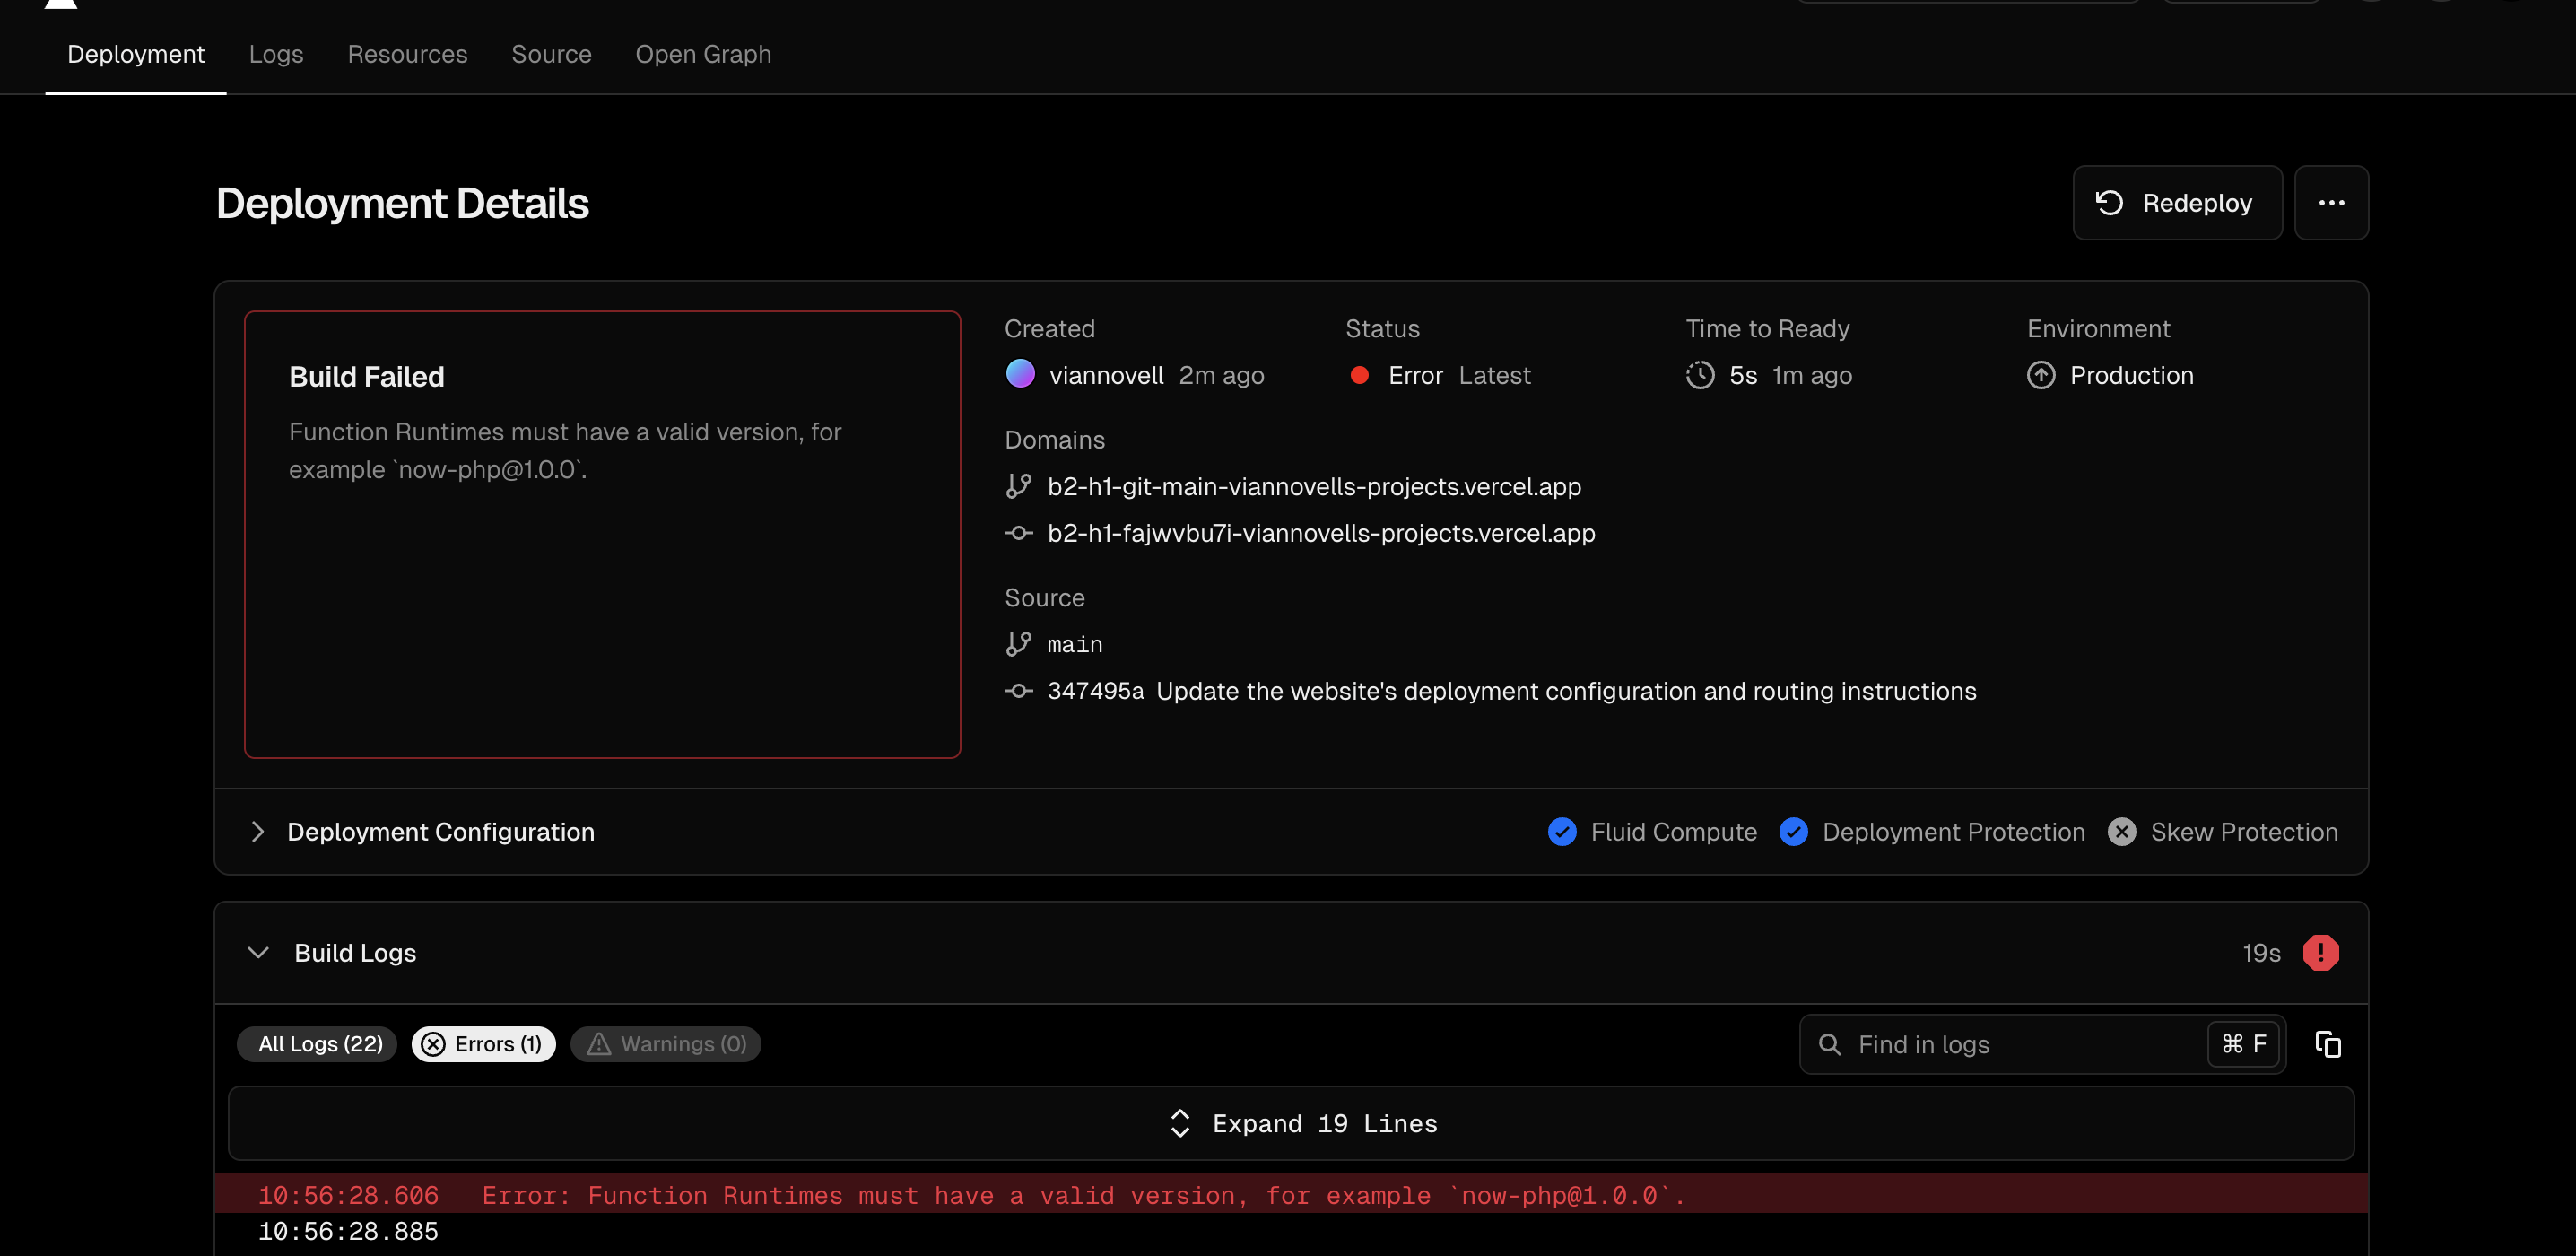 Deployment Logs Resources Source Open Graph
Deployment Details
Redeploy
Build Failed
Function Runtimes must have a valid version, for
example `now-php@1.0.0`.
Created
viannovell 2m ago
Status
Error Latest
Time to Ready
5s 1m ago
Environment
Production
Domains
b2-h1-git-main-viannovells-projects.vercel.app
b2-h1-fajwvbu7i-viannovells-projects.vercel.app
Source
main
347495a Update the website's deployment configuration and routing instructions
Deployment Configuration
Fluid Compute Deployment Protection Skew Protection
Build Logs
19s
All Logs (22) Errors (1) Warnings (0)
Find in logs ⌘ F
Expand 19 Lines
10:56:28.606 Error: Function Runtimes must have a valid version, for example `now-php@1.0.0`.
10:56:28.885